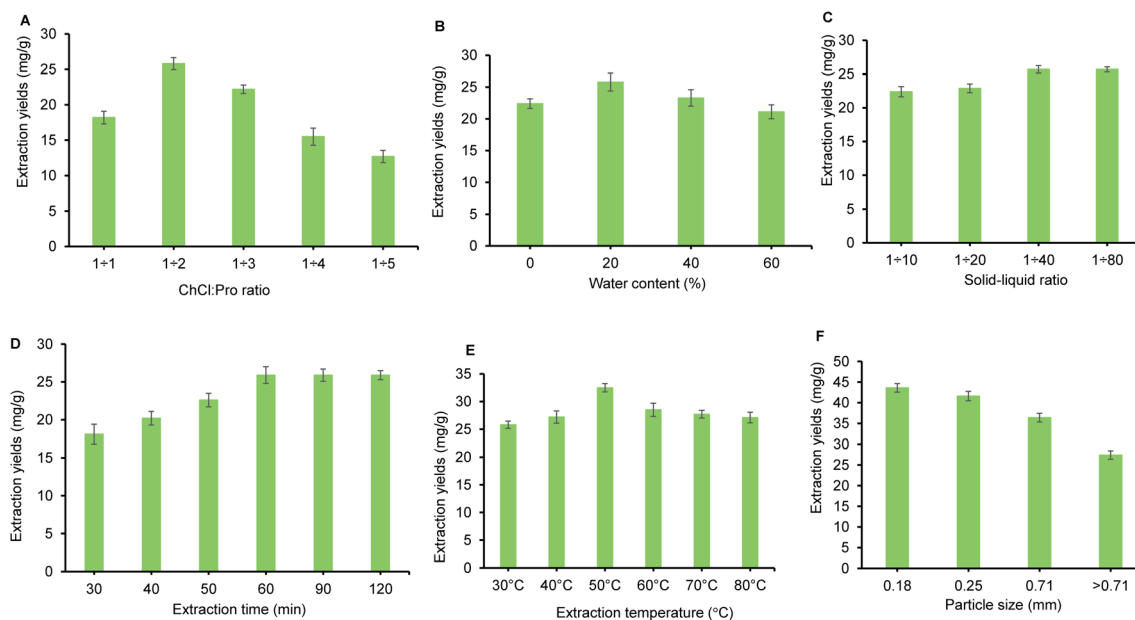 A
Extraction yields (mg/g)
30
25
20
15
10
5
0
1÷1 1÷2 1÷3 1÷4 1÷5
ChCl:Pro ratio
B
Extraction yields (mg/g)
30
25
20
15
10
5
0
0 20 40 60
Water content (%)
C
Extraction yields (mg/g)
30
25
20
15
10
5
0
1÷10 1÷20 1÷40 1÷80
Solid-liquid ratio
D
Extraction yields (mg/g)
30
25
20
15
10
5
0
30 40 50 60 90 120
Extraction time (min)
E
Extraction yields (mg/g)
35
30
25
20
15
10
5
0
30°C 40°C 50°C 60°C 70°C 80°C
Extraction temperature (°C)
F
Extraction yields (mg/g)
50
45
40
35
30
25
20
15
10
5
0
0.18 0.25 0.71 >0.71
Particle size (mm)